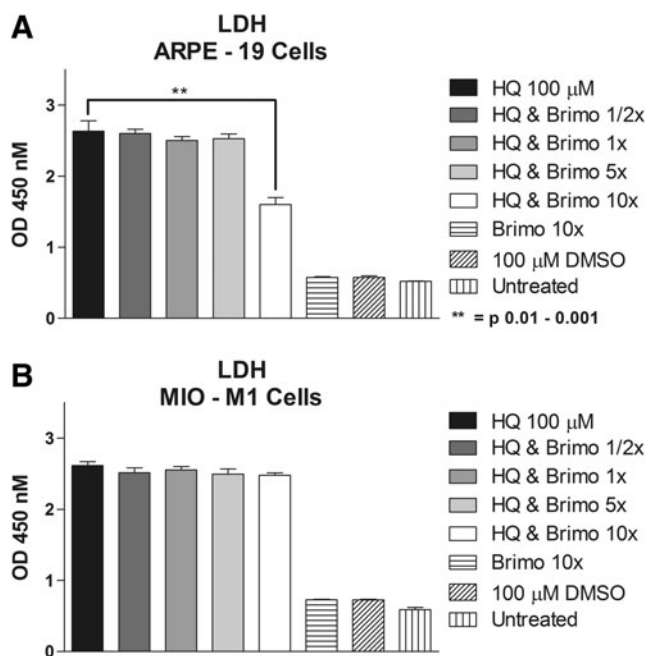 A
LDH
ARPE - 19 Cells
OD 450 nM
3
2
1
0
**
HQ 100 μM
HQ & Brimo 1/2x
HQ & Brimo 1x
HQ & Brimo 5x
HQ & Brimo 10x
Brimo 10x
100 μM DMSO
Untreated
** = p 0.01 - 0.001
B
LDH
MIO - M1 Cells
OD 450 nM
3
2
1
0
HQ 100 μM
HQ & Brimo 1/2x
HQ & Brimo 1x
HQ & Brimo 5x
HQ & Brimo 10x
Brimo 10x
100 μM DMSO
Untreated